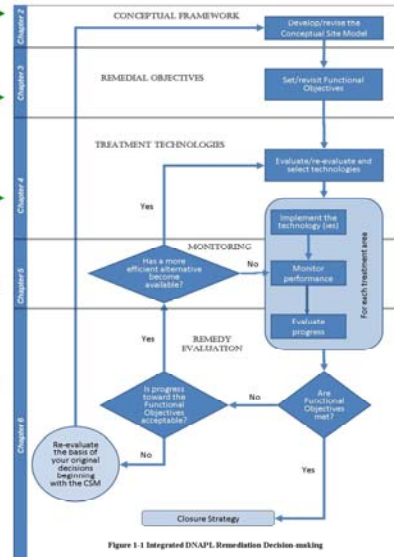 Chapter 2
CONCEPTUAL FRAMEWORK
Develop/revise the
Conceptual Site Model
Chapter 3
REMEDIAL OBJECTIVES
Set/revisit Functional
Objectives
Chapter 4
TREATMENT TECHNOLOGIES
Evaluate/re-evaluate and
select technologies
Yes
Implement the
technology (ies)
Monitor
performance
Evaluate
progress
For each treatment area
Chapter 5
MONITORING
Has a more
efficient alternative
become
available?
No
Chapter 6
Yes
REMEDY
EVALUATION
Is progress
toward the
Functional
Objectives
acceptable?
No
Are
Functional
Objectives
met?
No
Re-evaluate
the basis of
your original
decisions
beginning
with the CSM
Yes
Closure Strategy
Figure 1-1 Integrated DNAPL Remediation Decision-making